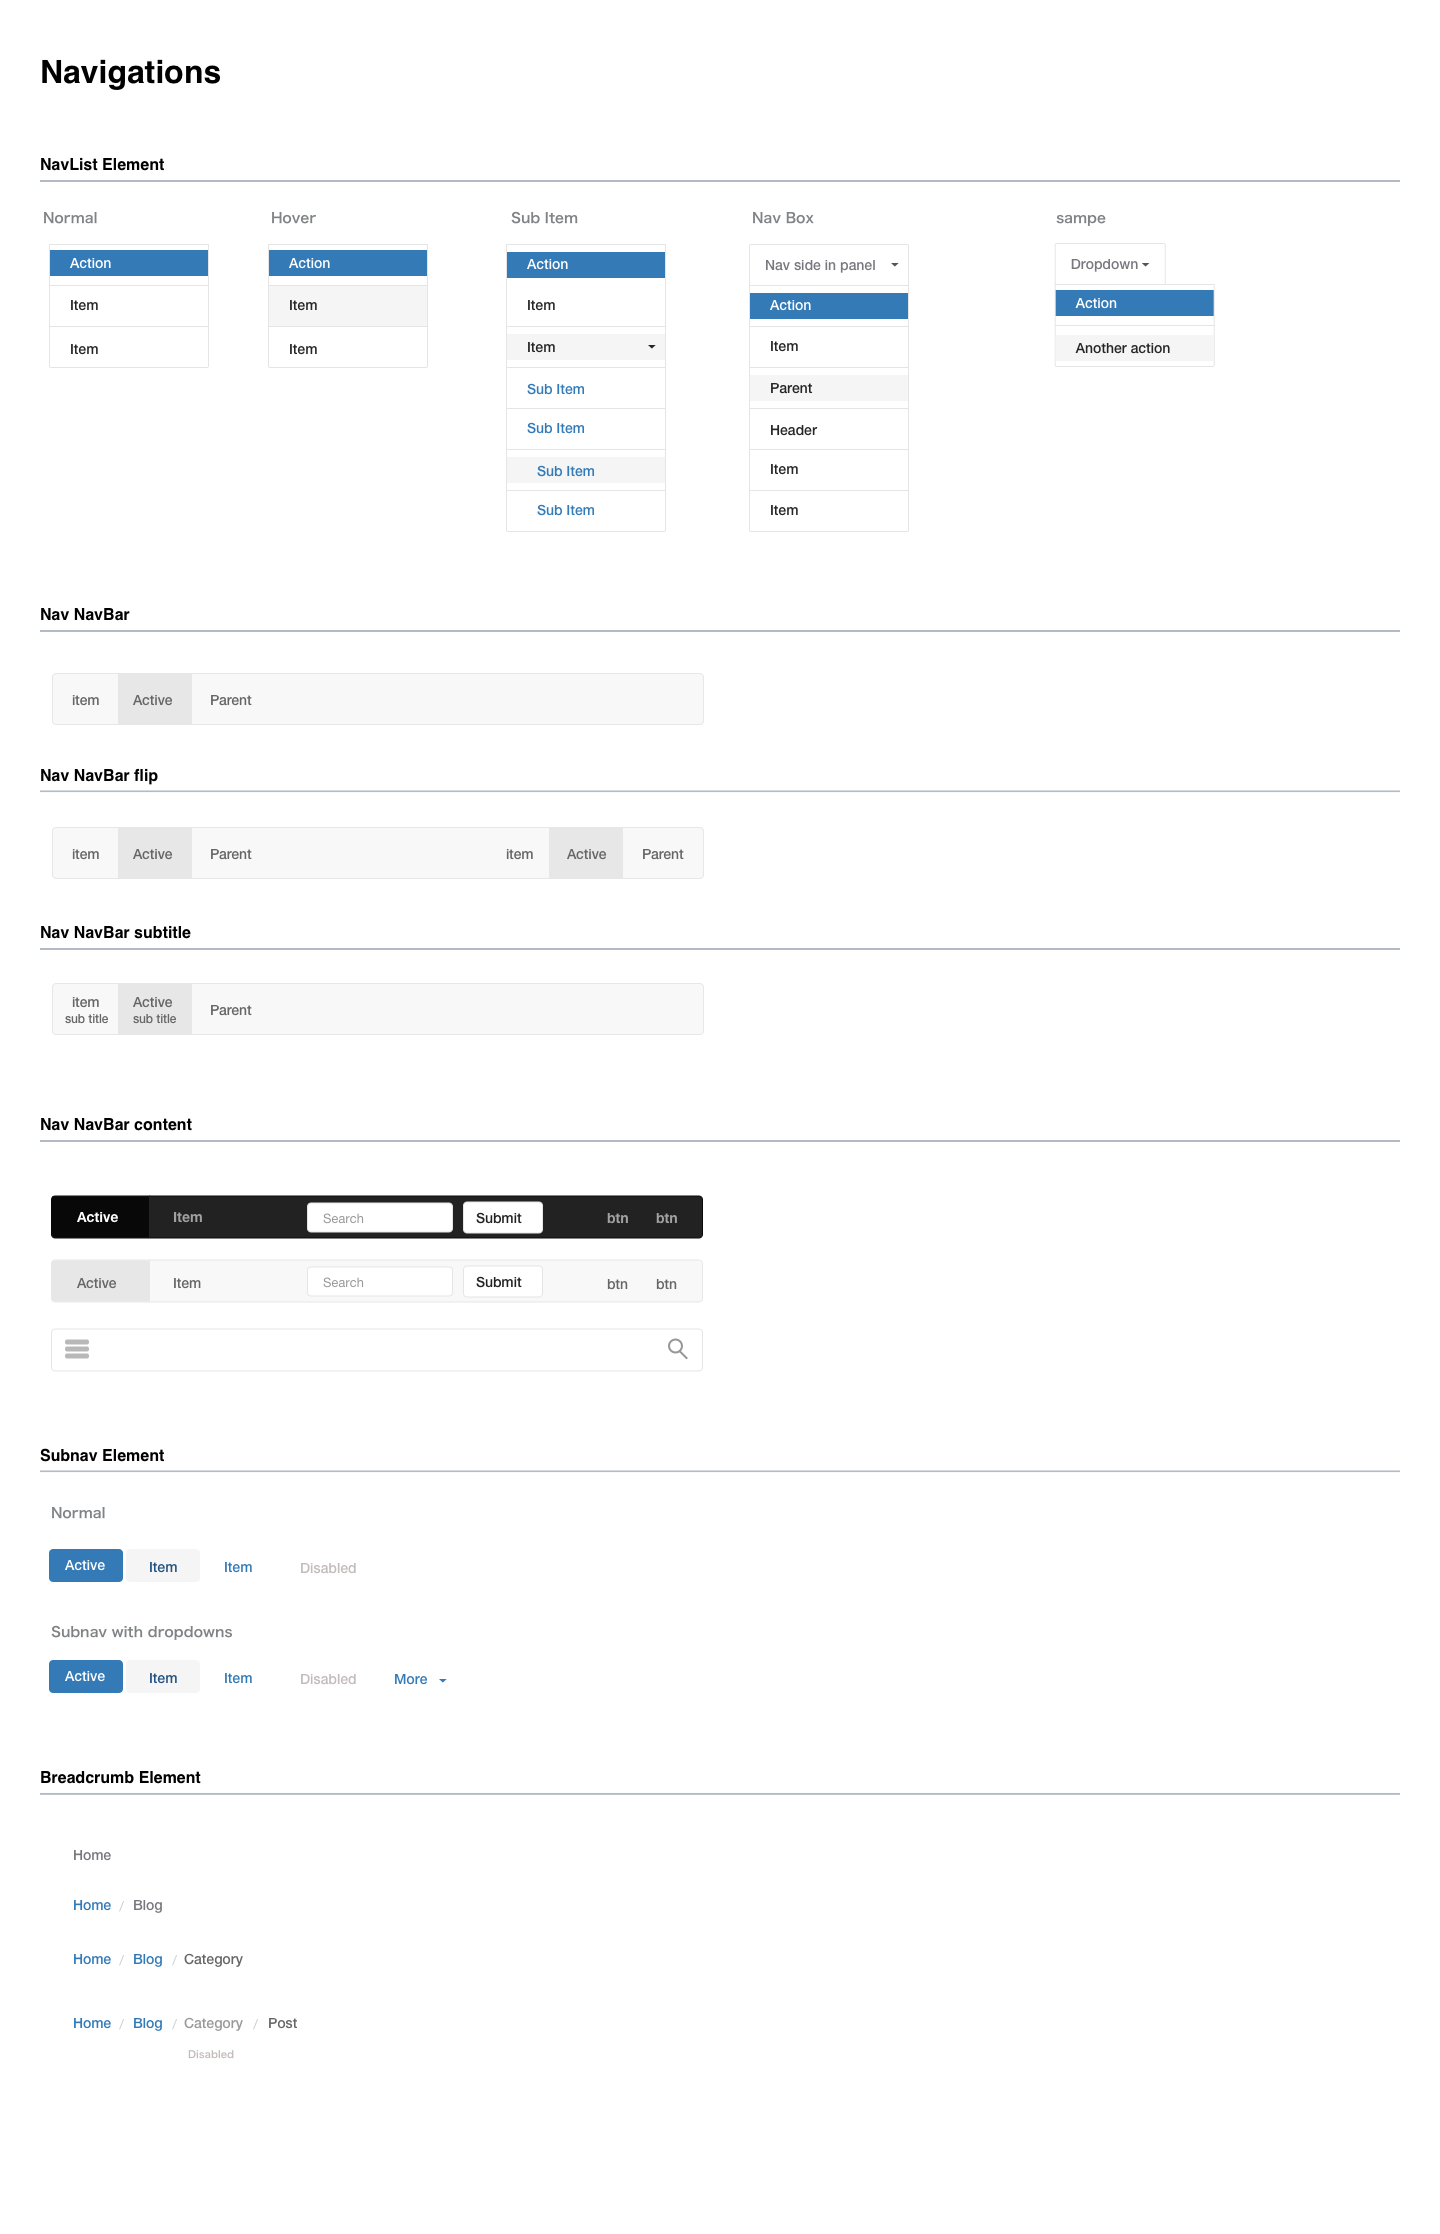 Navigations
NavList Element
Normal
Action
Item
Item
Hover
Action
Item
Item
Sub Item
Action
Item
Item
Sub Item
Sub Item
Sub Item
Sub Item
Nav Box
Nav side in panel
Action
Item
Parent
Header
Item
Item
sampe
Dropdown
Action
Another action
Nav NavBar
item Active Parent
Nav NavBar flip
item Active Parent item Active Parent
Nav NavBar subtitle
item Active Parent
sub title sub title
Nav NavBar content
Active Item Search Submit btn btn
Active Item Search Submit btn btn
Subnav Element
Normal
Active Item Item Disabled
Subnav with dropdowns
Active Item Item Disabled More
Breadcrumb Element
Home
Home / Blog
Home / Blog / Category
Home / Blog / Category / Post
Disabled